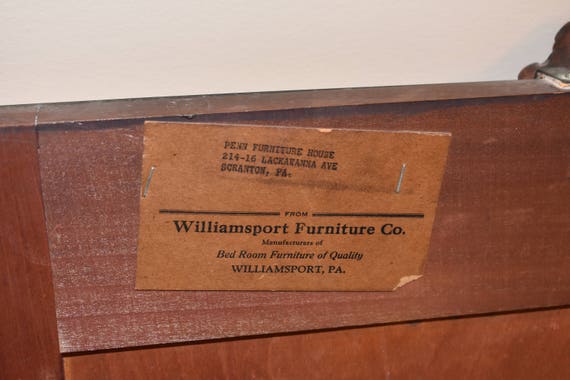 PENN FURNITURE HOUSE
214-16 LACKAWANNA AVE
SCRANTON, PA.
FROM
Williamsport Furniture Co.
Manufacturers of
Bed Room Furniture of Quality
WILLIAMSPORT, PA.